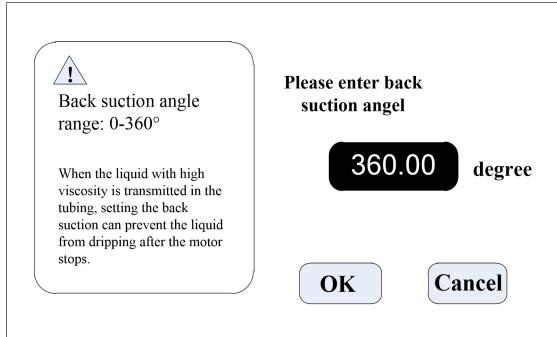 !
Back suction angle
range: 0-360°
When the liquid with high
viscosity is transmitted in the
tubing, setting the back
suction can prevent the liquid
from dripping after the motor
stops.
Please enter back
suction angel
360.00 degree
OK Cancel